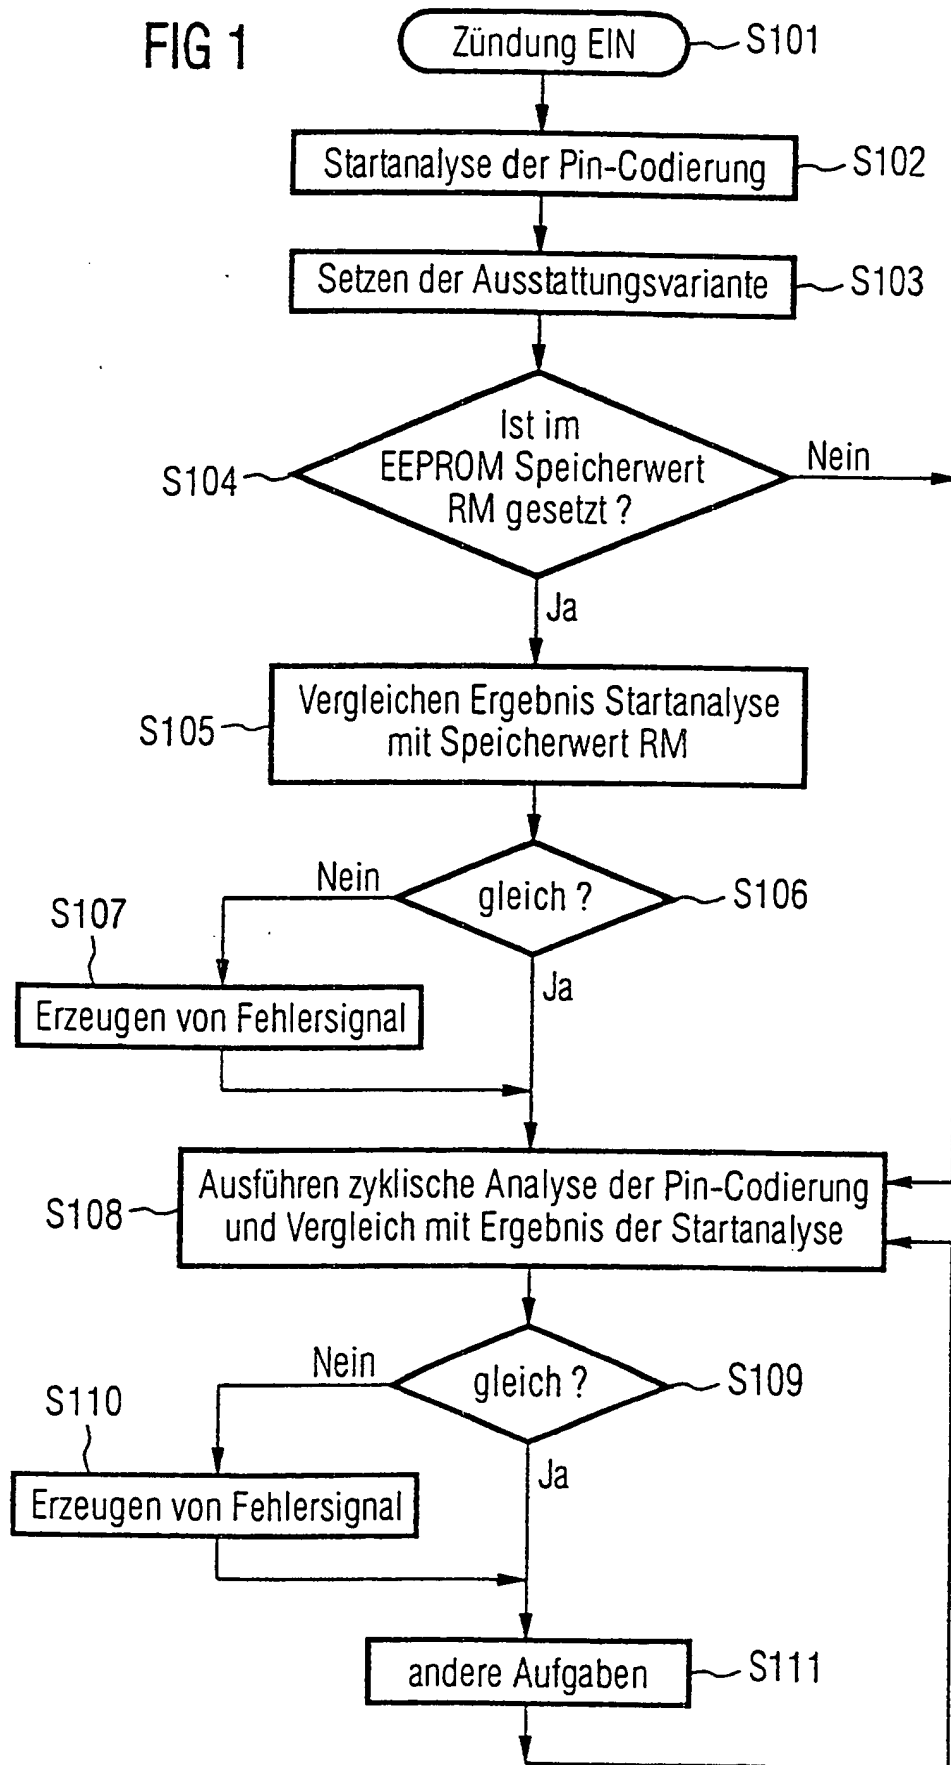 FIG 1
Zündung EIN
S101
Startanalyse der Pin-Codierung
S102
Setzen der Ausstattungsvariante
S103
Ist im
EEPROM Speicherwert
RM gesetzt ?
S104
Nein
Ja
Vergleichen Ergebnis Startanalyse
mit Speicherwert RM
S105
gleich ?
S106
Nein
S107
Ja
Erzeugen von Fehlersignal
Ausführen zyklische Analyse der Pin-Codierung
und Vergleich mit Ergebnis der Startanalyse
S108
gleich ?
S109
Nein
S110
Ja
Erzeugen von Fehlersignal
andere Aufgaben
S111